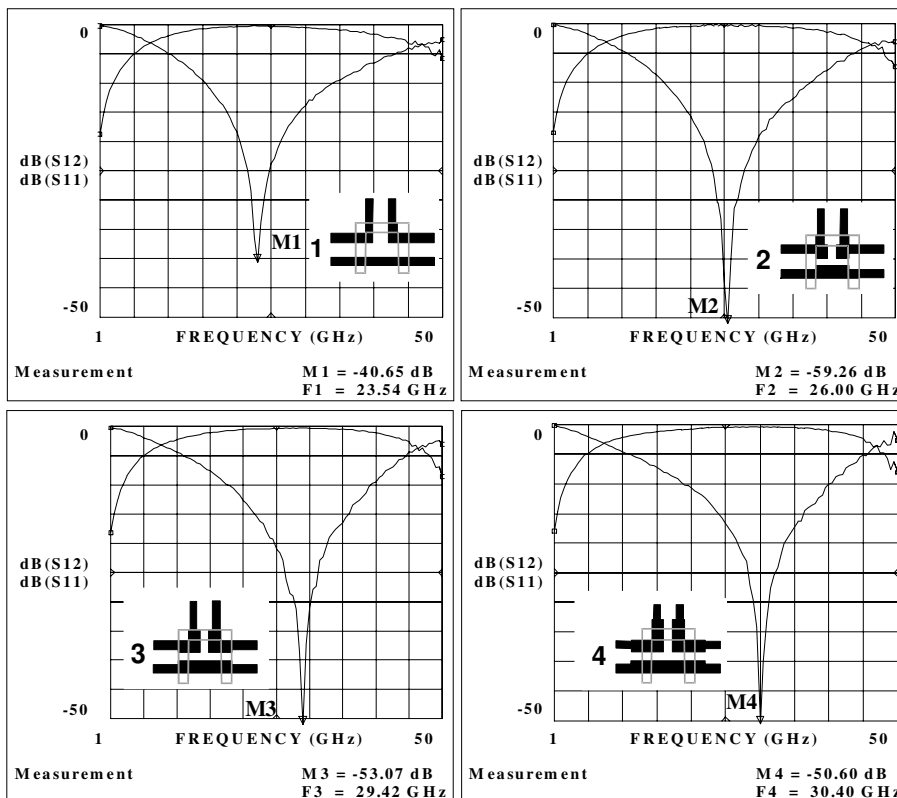 0
dB(S12)
dB(S11)
M1
1
-50
1 FREQUENCY (GHz) 50
Measurement M1 = -40.65 dB
F1 = 23.54 GHz
0
dB(S12)
dB(S11)
2
M2
-50
1 FREQUENCY (GHz) 50
Measurement M2 = -59.26 dB
F2 = 26.00 GHz
0
dB(S12)
dB(S11)
3
M3
-50
1 FREQUENCY (GHz) 50
Measurement M3 = -53.07 dB
F3 = 29.42 GHz
0
dB(S12)
dB(S11)
4
M4
-50
1 FREQUENCY (GHz) 50
Measurement M4 = -50.60 dB
F4 = 30.40 GHz